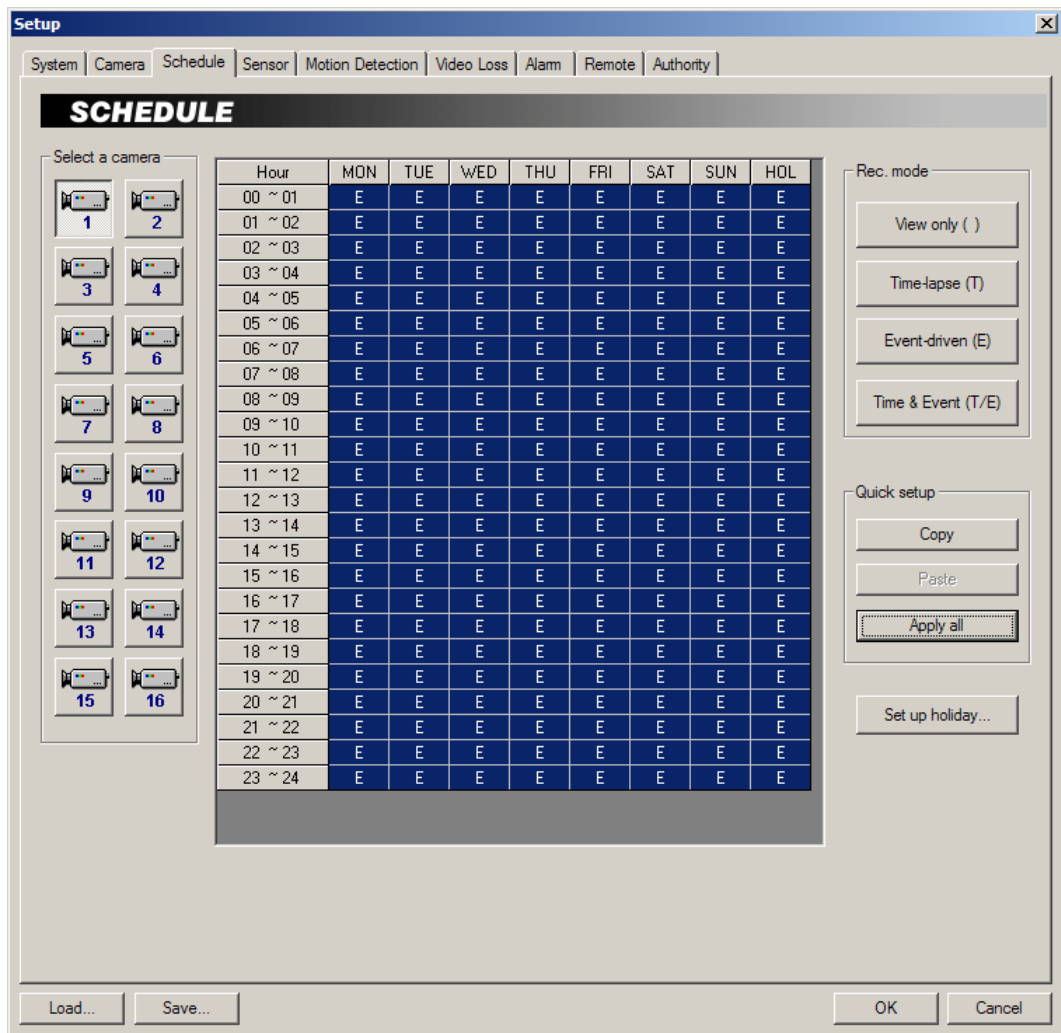 Setup
System Camera Schedule Sensor Motion Detection Video Loss Alarm Remote Authority
SCHEDULE
Select a camera
1 2
3 4
5 6
7 8
9 10
11 12
13 14
15 16
Hour MON TUE WED THU FRI SAT SUN HOL
00 ~ 01 E E E E E E E E
01 ~ 02 E E E E E E E E
02 ~ 03 E E E E E E E E
03 ~ 04 E E E E E E E E
04 ~ 05 E E E E E E E E
05 ~ 06 E E E E E E E E
06 ~ 07 E E E E E E E E
07 ~ 08 E E E E E E E E
08 ~ 09 E E E E E E E E
09 ~ 10 E E E E E E E E
10 ~ 11 E E E E E E E E
11 ~ 12 E E E E E E E E
12 ~ 13 E E E E E E E E
13 ~ 14 E E E E E E E E
14 ~ 15 E E E E E E E E
15 ~ 16 E E E E E E E E
16 ~ 17 E E E E E E E E
17 ~ 18 E E E E E E E E
18 ~ 19 E E E E E E E E
19 ~ 20 E E E E E E E E
20 ~ 21 E E E E E E E E
21 ~ 22 E E E E E E E E
22 ~ 23 E E E E E E E E
23 ~ 24 E E E E E E E E
Rec. mode
View only ( )
Time-lapse (T)
Event-driven (E)
Time & Event (T/E)
Quick setup
Copy
Paste
Apply all
Set up holiday...
Load... Save... OK Cancel